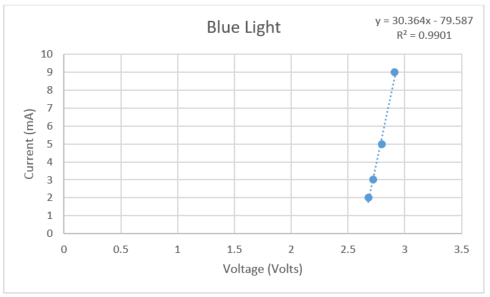 Blue Light
y = 30.364x - 79.587
R² = 0.9901
10
9
8
7
6
5
4
3
2
1
0
Current (mA)
0 0.5 1 1.5 2 2.5 3 3.5
Voltage (Volts)